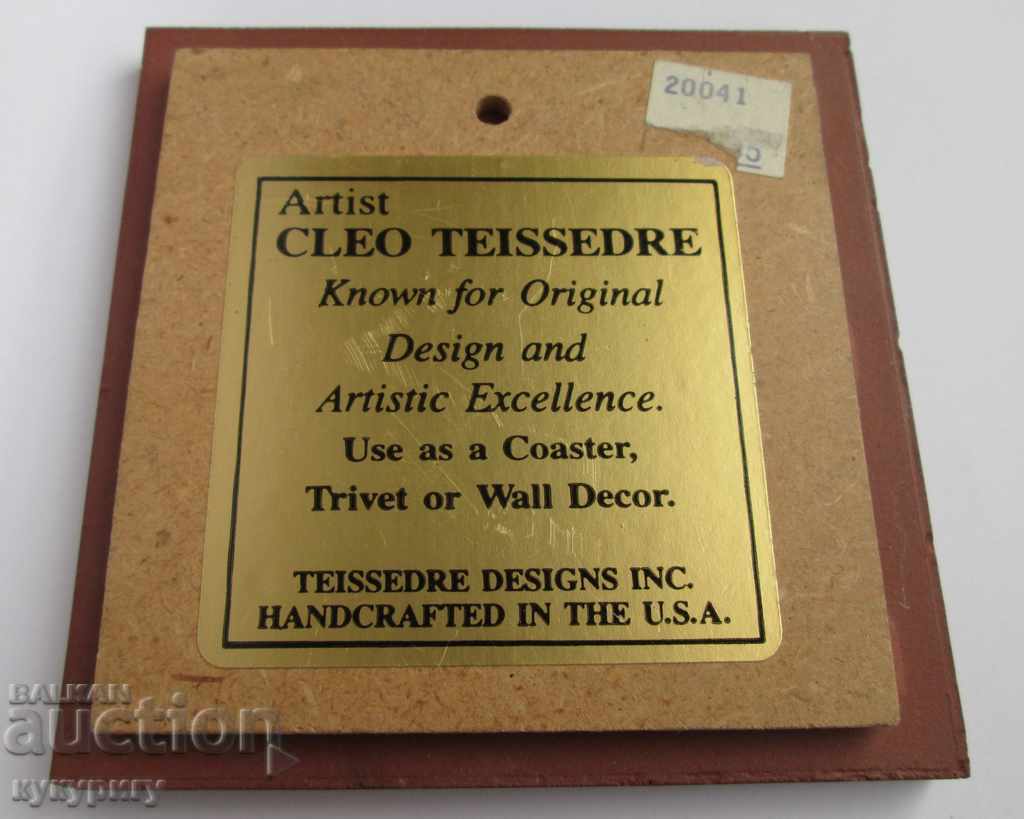 20041
5
Artist
CLEO TEISSEDRE
Known for Original
Design and
Artistic Excellence.
Use as a Coaster,
Trivet or Wall Decor.
TEISSEDRE DESIGNS INC.
HANDCRAFTED IN THE U.S.A.
BALKAN
auction
кукуригу